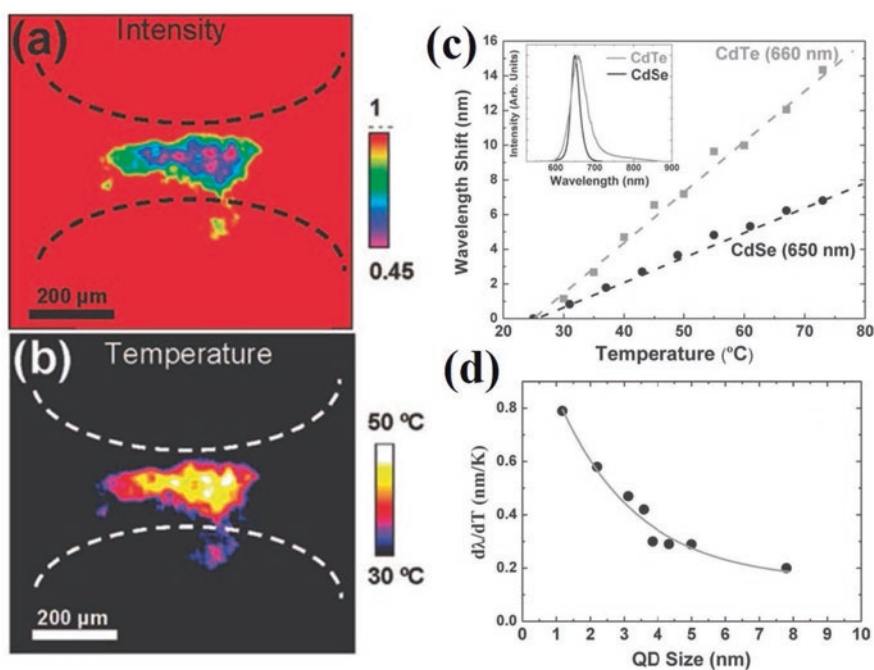 (a)
Intensity
1
0.45
200 μm
(b)
Temperature
50 ºC
30 ºC
200 μm
(c)
16
14
12
10
8
6
4
2
0
Wavelength Shift (nm)
20 30 40 50 60 70 80
Temperature (ºC)
CdTe (660 nm)
CdSe (650 nm)
Intensity (Arb. Units)
CdTe
CdSe
600 700 800 900
Wavelength (nm)
(d)
0.8
0.6
0.4
0.2
0.0
dλ/dT (nm/K)
0 1 2 3 4 5 6 7 8 9 10
QD Size (nm)